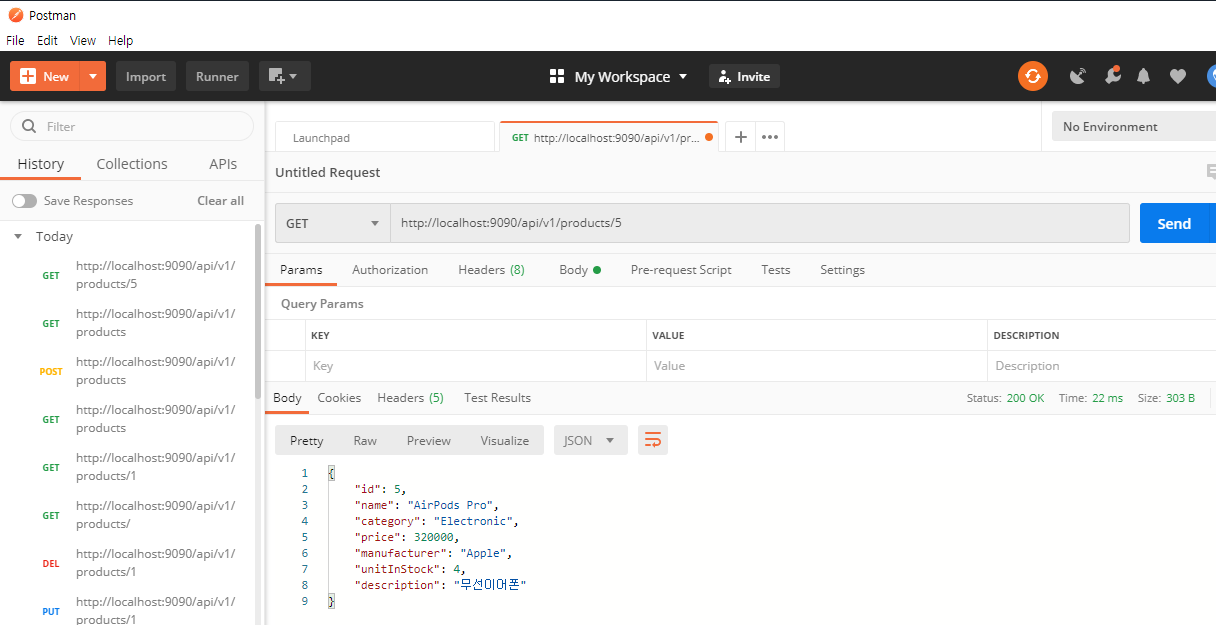 Postman
File Edit View Help
New Import Runner My Workspace Invite
Filter
History Collections APIs
Save Responses Clear all
Today
GET http://localhost:9090/api/v1/
products/5
GET http://localhost:9090/api/v1/
products
POST http://localhost:9090/api/v1/
products
GET http://localhost:9090/api/v1/
products
GET http://localhost:9090/api/v1/
products/1
GET http://localhost:9090/api/v1/
products/
DEL http://localhost:9090/api/v1/
products/1
PUT http://localhost:9090/api/v1/
products/1
Launchpad GET http://localhost:9090/api/v1/pr... No Environment
Untitled Request
GET http://localhost:9090/api/v1/products/5 Send
Params Authorization Headers (8) Body Pre-request Script Tests Settings
Query Params
KEY VALUE DESCRIPTION
Key Value Description
Body Cookies Headers (5) Test Results Status: 200 OK Time: 22 ms Size: 303 B
Pretty Raw Preview Visualize JSON
1 {
2 "id": 5,
3 "name": "AirPods Pro",
4 "category": "Electronic",
5 "price": 320000,
6 "manufacturer": "Apple",
7 "unitInStock": 4,
8 "description": "무선이어폰"
9 }